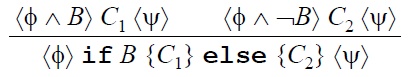 ⟨ϕ ∧ B⟩ C₁ ⟨ψ⟩ ⟨ϕ ∧ ¬B⟩ C₂ ⟨ψ⟩
⟨ϕ⟩ if B {C₁} else {C₂} ⟨ψ⟩